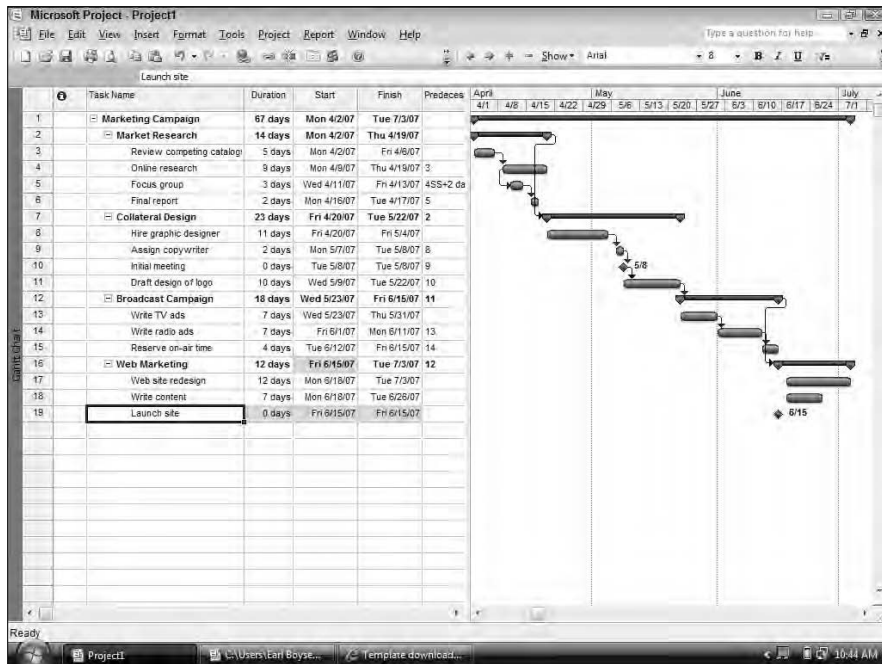 Microsoft Project - Project1
File Edit View Insert Format Tools Project Report Window Help Type a question for help
Show Arial 8 B I U
Launch site
Task Name Duration Start Finish Predeces April May June July
4/1 4/8 4/15 4/22 4/29 5/6 5/13 5/20 5/27 6/3 6/10 6/17 6/24 7/1
1 Marketing Campaign 67 days Mon 4/2/07 Tue 7/3/07
2 Market Research 14 days Mon 4/2/07 Thu 4/19/07
3 Review competing catalogs 5 days Mon 4/2/07 Fri 4/6/07
4 Online research 9 days Mon 4/9/07 Thu 4/19/07 3
5 Focus group 3 days Wed 4/11/07 Fri 4/13/07 4SS+2 da
6 Final report 2 days Mon 4/16/07 Tue 4/17/07 5
7 Collateral Design 23 days Fri 4/20/07 Tue 5/22/07 2
8 Hire graphic designer 11 days Fri 4/20/07 Fri 5/4/07
9 Assign copywriter 2 days Mon 5/7/07 Tue 5/8/07 8
10 Initial meeting 0 days Tue 5/8/07 Tue 5/8/07 9 5/8
11 Draft design of logo 10 days Wed 5/9/07 Tue 5/22/07 10
12 Broadcast Campaign 18 days Wed 5/23/07 Fri 6/15/07 11
13 Write TV ads 7 days Wed 5/23/07 Thu 5/31/07
14 Write radio ads 7 days Fri 6/1/07 Mon 6/11/07 13
15 Reserve on-air time 4 days Tue 6/12/07 Fri 6/15/07 14
16 Web Marketing 12 days Fri 6/15/07 Tue 7/3/07 12
17 Web site redesign 12 days Mon 6/18/07 Tue 7/3/07
18 Write content 7 days Mon 6/18/07 Tue 6/26/07
19 Launch site 0 days Fri 6/15/07 Fri 6/15/07 6/15
Gantt Chart
Ready
Project1 C:\Users\Earl Boyse... Template download... 10:44 AM